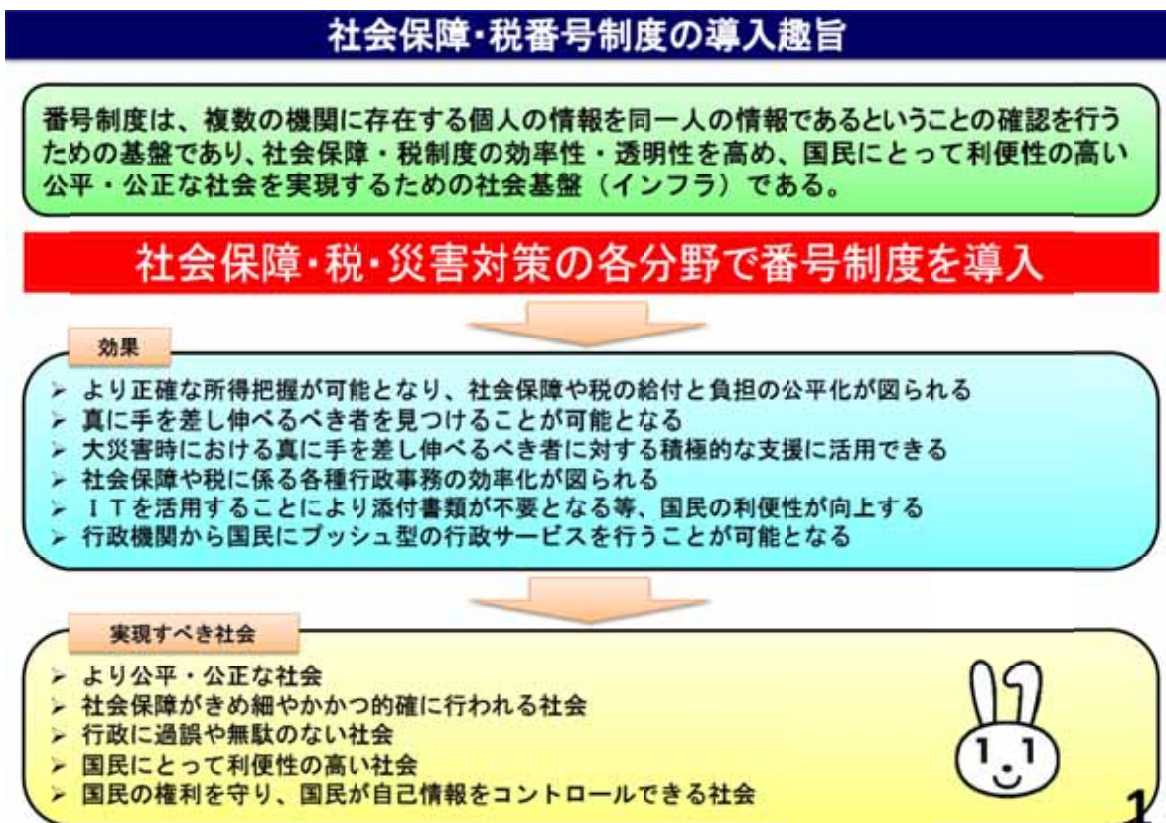 社会保障・税番号制度の導入趣旨
番号制度は、複数の機関に存在する個人の情報を同一人の情報であるということの確認を行う
ための基盤であり、社会保障・税制度の効率性・透明性を高め、国民にとって利便性の高い
公平・公正な社会を実現するための社会基盤（インフラ）である。
社会保障・税・災害対策の各分野で番号制度を導入
効果
➢ より正確な所得把握が可能となり、社会保障や税の給付と負担の公平化が図られる
➢ 真に手を差し伸べるべき者を見つけることが可能となる
➢ 大災害時における真に手を差し伸べるべき者に対する積極的な支援に活用できる
➢ 社会保障や税に係る各種行政事務の効率化が図られる
➢ ＩＴを活用することにより添付書類が不要となる等、国民の利便性が向上する
➢ 行政機関から国民にプッシュ型の行政サービスを行うことが可能となる
実現すべき社会
➢ より公平・公正な社会
➢ 社会保障がきめ細やかかつ的確に行われる社会
➢ 行政に過誤や無駄のない社会
➢ 国民にとって利便性の高い社会
➢ 国民の権利を守り、国民が自己情報をコントロールできる社会
1